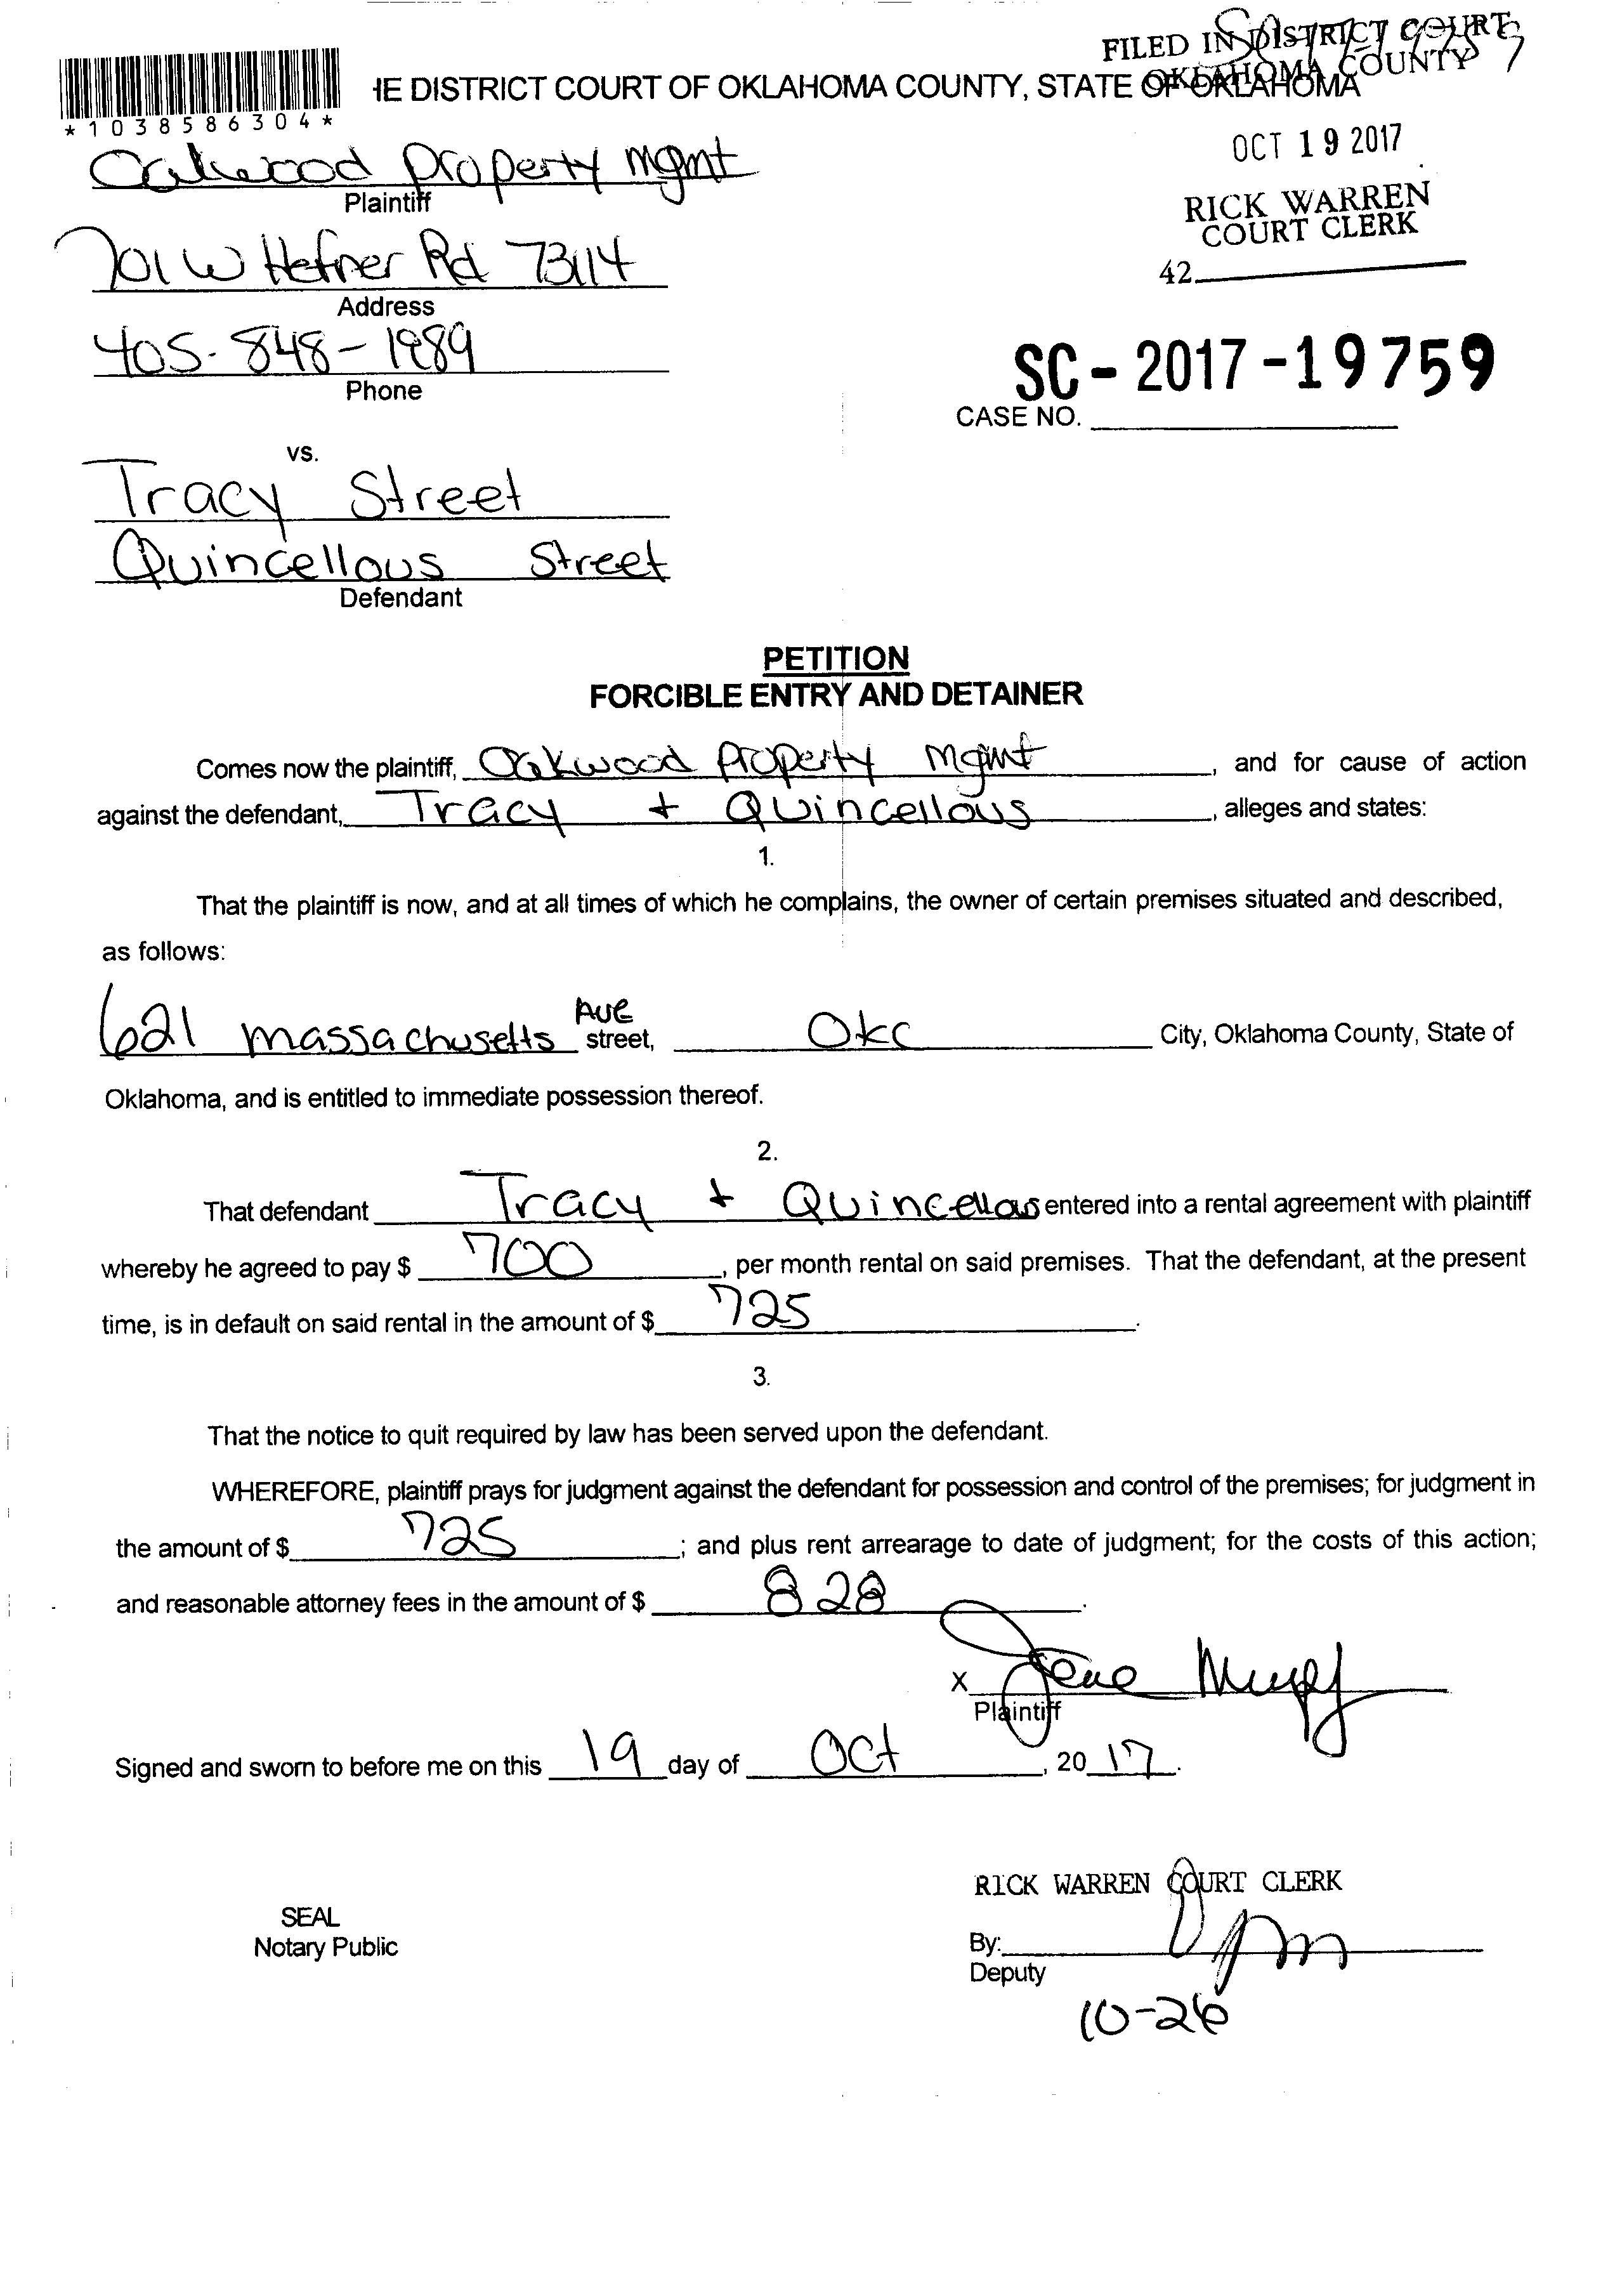 FILED IN DISTRICT COURT
OKLAHOMA COUNTY
HE DISTRICT COURT OF OKLAHOMA COUNTY, STATE OF OKLAHOMA
*1038586304*
OCT 19 2017
RICK WARREN
COURT CLERK
42
Oakwood Property Mgmt
Plaintiff
701 W Hefner Rd 73114
Address
405-848-1989
Phone
SC-2017-19759
CASE NO.
vs.
Tracy Street
Quincellous Street
Defendant
PETITION
FORCIBLE ENTRY AND DETAINER
Comes now the plaintiff, Oakwood Property Mgmt, and for cause of action
against the defendant, Tracy + Quincellous, alleges and states:
1.
That the plaintiff is now, and at all times of which he complains, the owner of certain premises situated and described,
as follows:
621 Massachusetts Ave street, OKC City, Oklahoma County, State of
Oklahoma, and is entitled to immediate possession thereof.
2.
That defendant Tracy + Quincellous entered into a rental agreement with plaintiff
whereby he agreed to pay $ 700, per month rental on said premises. That the defendant, at the present
time, is in default on said rental in the amount of $ 725.
3.
That the notice to quit required by law has been served upon the defendant.
WHEREFORE, plaintiff prays for judgment against the defendant for possession and control of the premises; for judgment in
the amount of $ 725; and plus rent arrearage to date of judgment; for the costs of this action;
and reasonable attorney fees in the amount of $ 828.
X
Plaintiff
Signed and sworn to before me on this 19 day of Oct, 20 17.
RICK WARREN COURT CLERK
SEAL
Notary Public
By:
Deputy
10-26